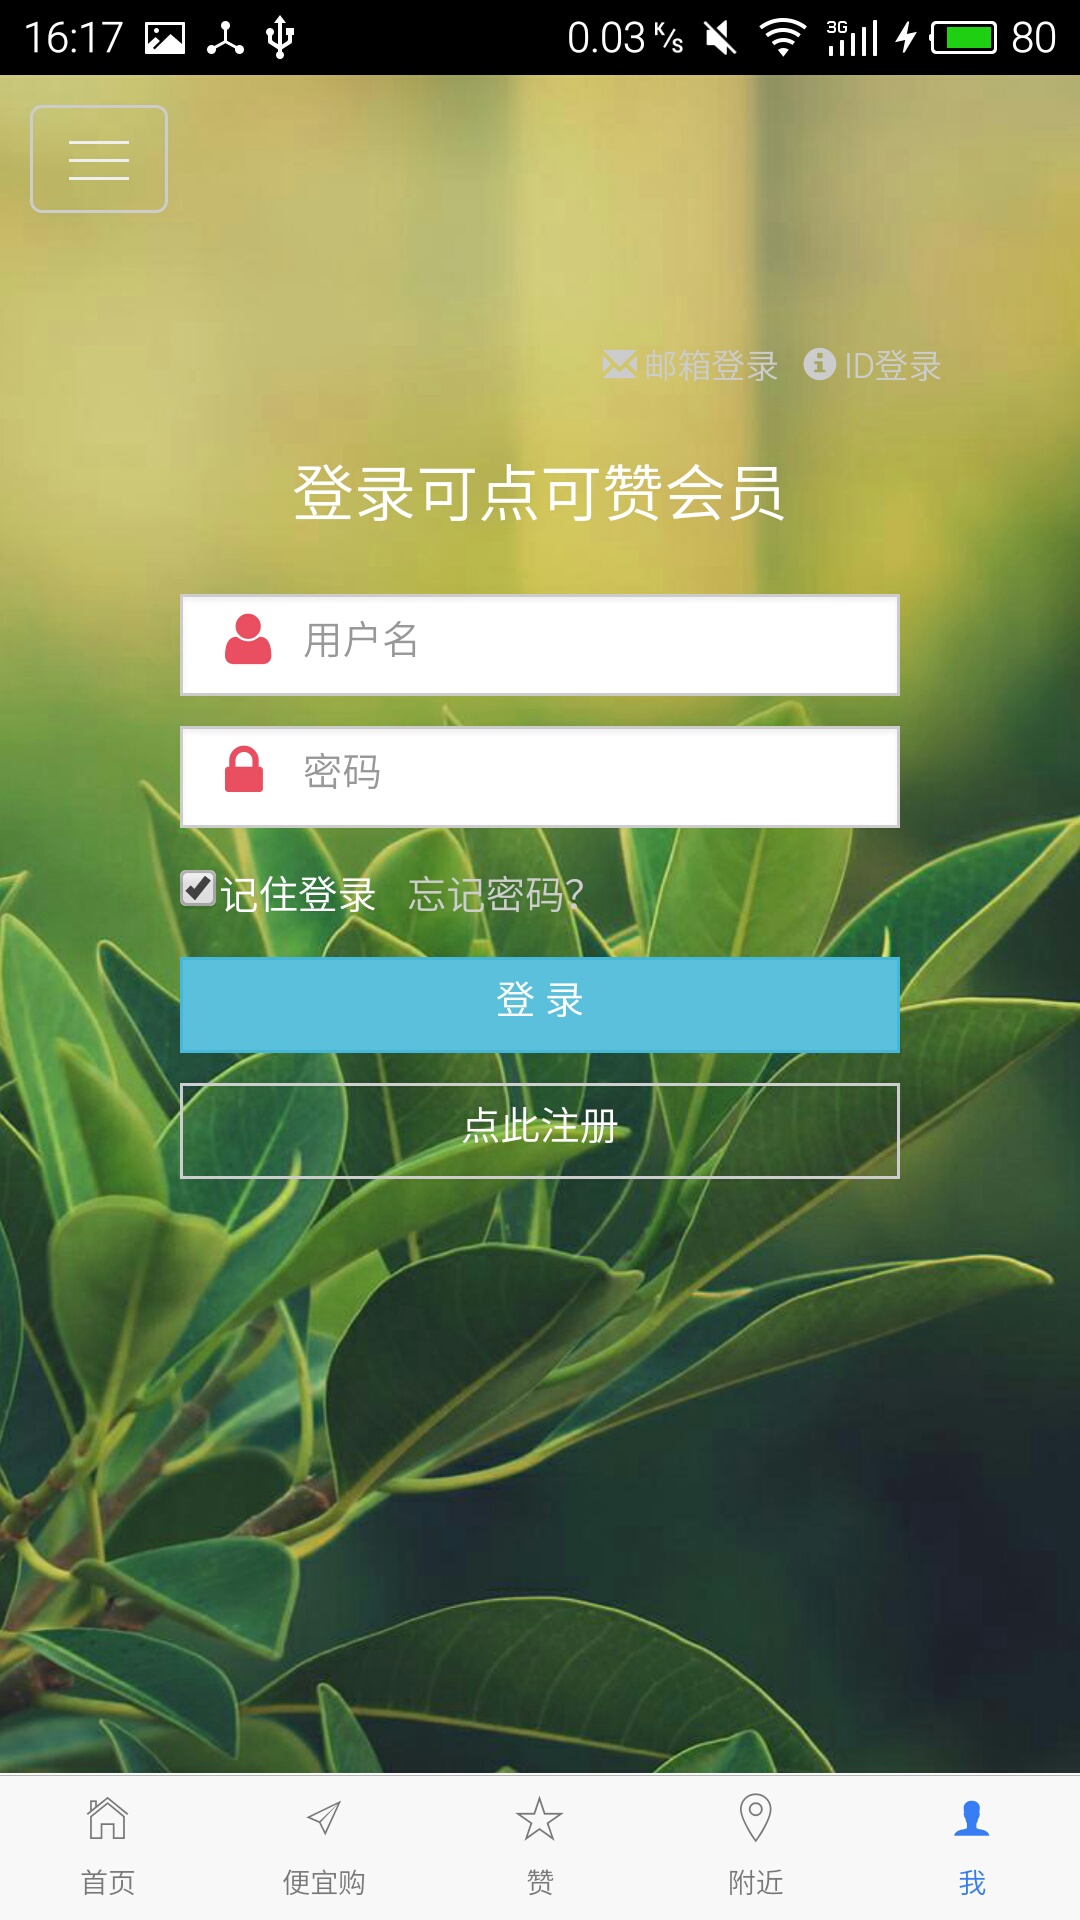 16:17 0.03 K/s 3G 80
邮箱登录 ID登录
登录可点可赞会员
用户名
密码
记住登录 忘记密码?
登 录
点此注册
首页 便宜购 赞 附近 我